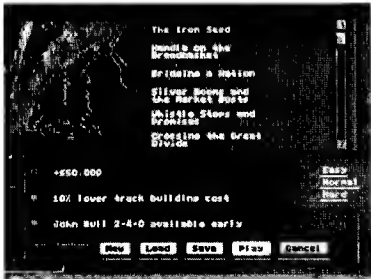 The Iron Seed
Handle on the
Breadbasket
Bridging a Nation
Silver Booms and
the Market Busts
Whistle Stops and
Promises
Crossing the Great
Divide
+$50,000
10% lower track building cost
John Bull 2-4-0 available early
Easy
Normal
Hard
New
Load
Save
Play
Cancel